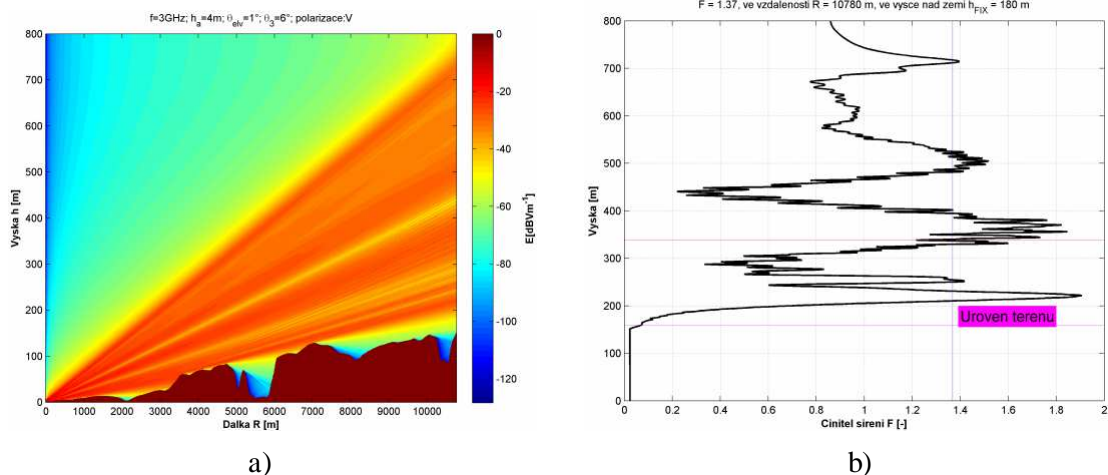 f=3GHz; h_a=4m; θ_elv=1°; θ_3=6°; polarizace:V
Vyska h [m]
800
700
600
500
400
300
200
100
0
0 1000 2000 3000 4000 5000 6000 7000 8000 9000 10000
Dalka R [m]
0
-20
-40
-60
-80
-100
-120
E[dBVm⁻¹]
a)
F = 1.37, ve vzdalenosti R = 10780 m, ve vysce nad zemi h_FIX = 180 m
Vyska [m]
800
700
600
500
400
300
200
100
0
Uroven terenu
0 0.2 0.4 0.6 0.8 1 1.2 1.4 1.6 1.8 2
Cinitel sireni F [-]
b)